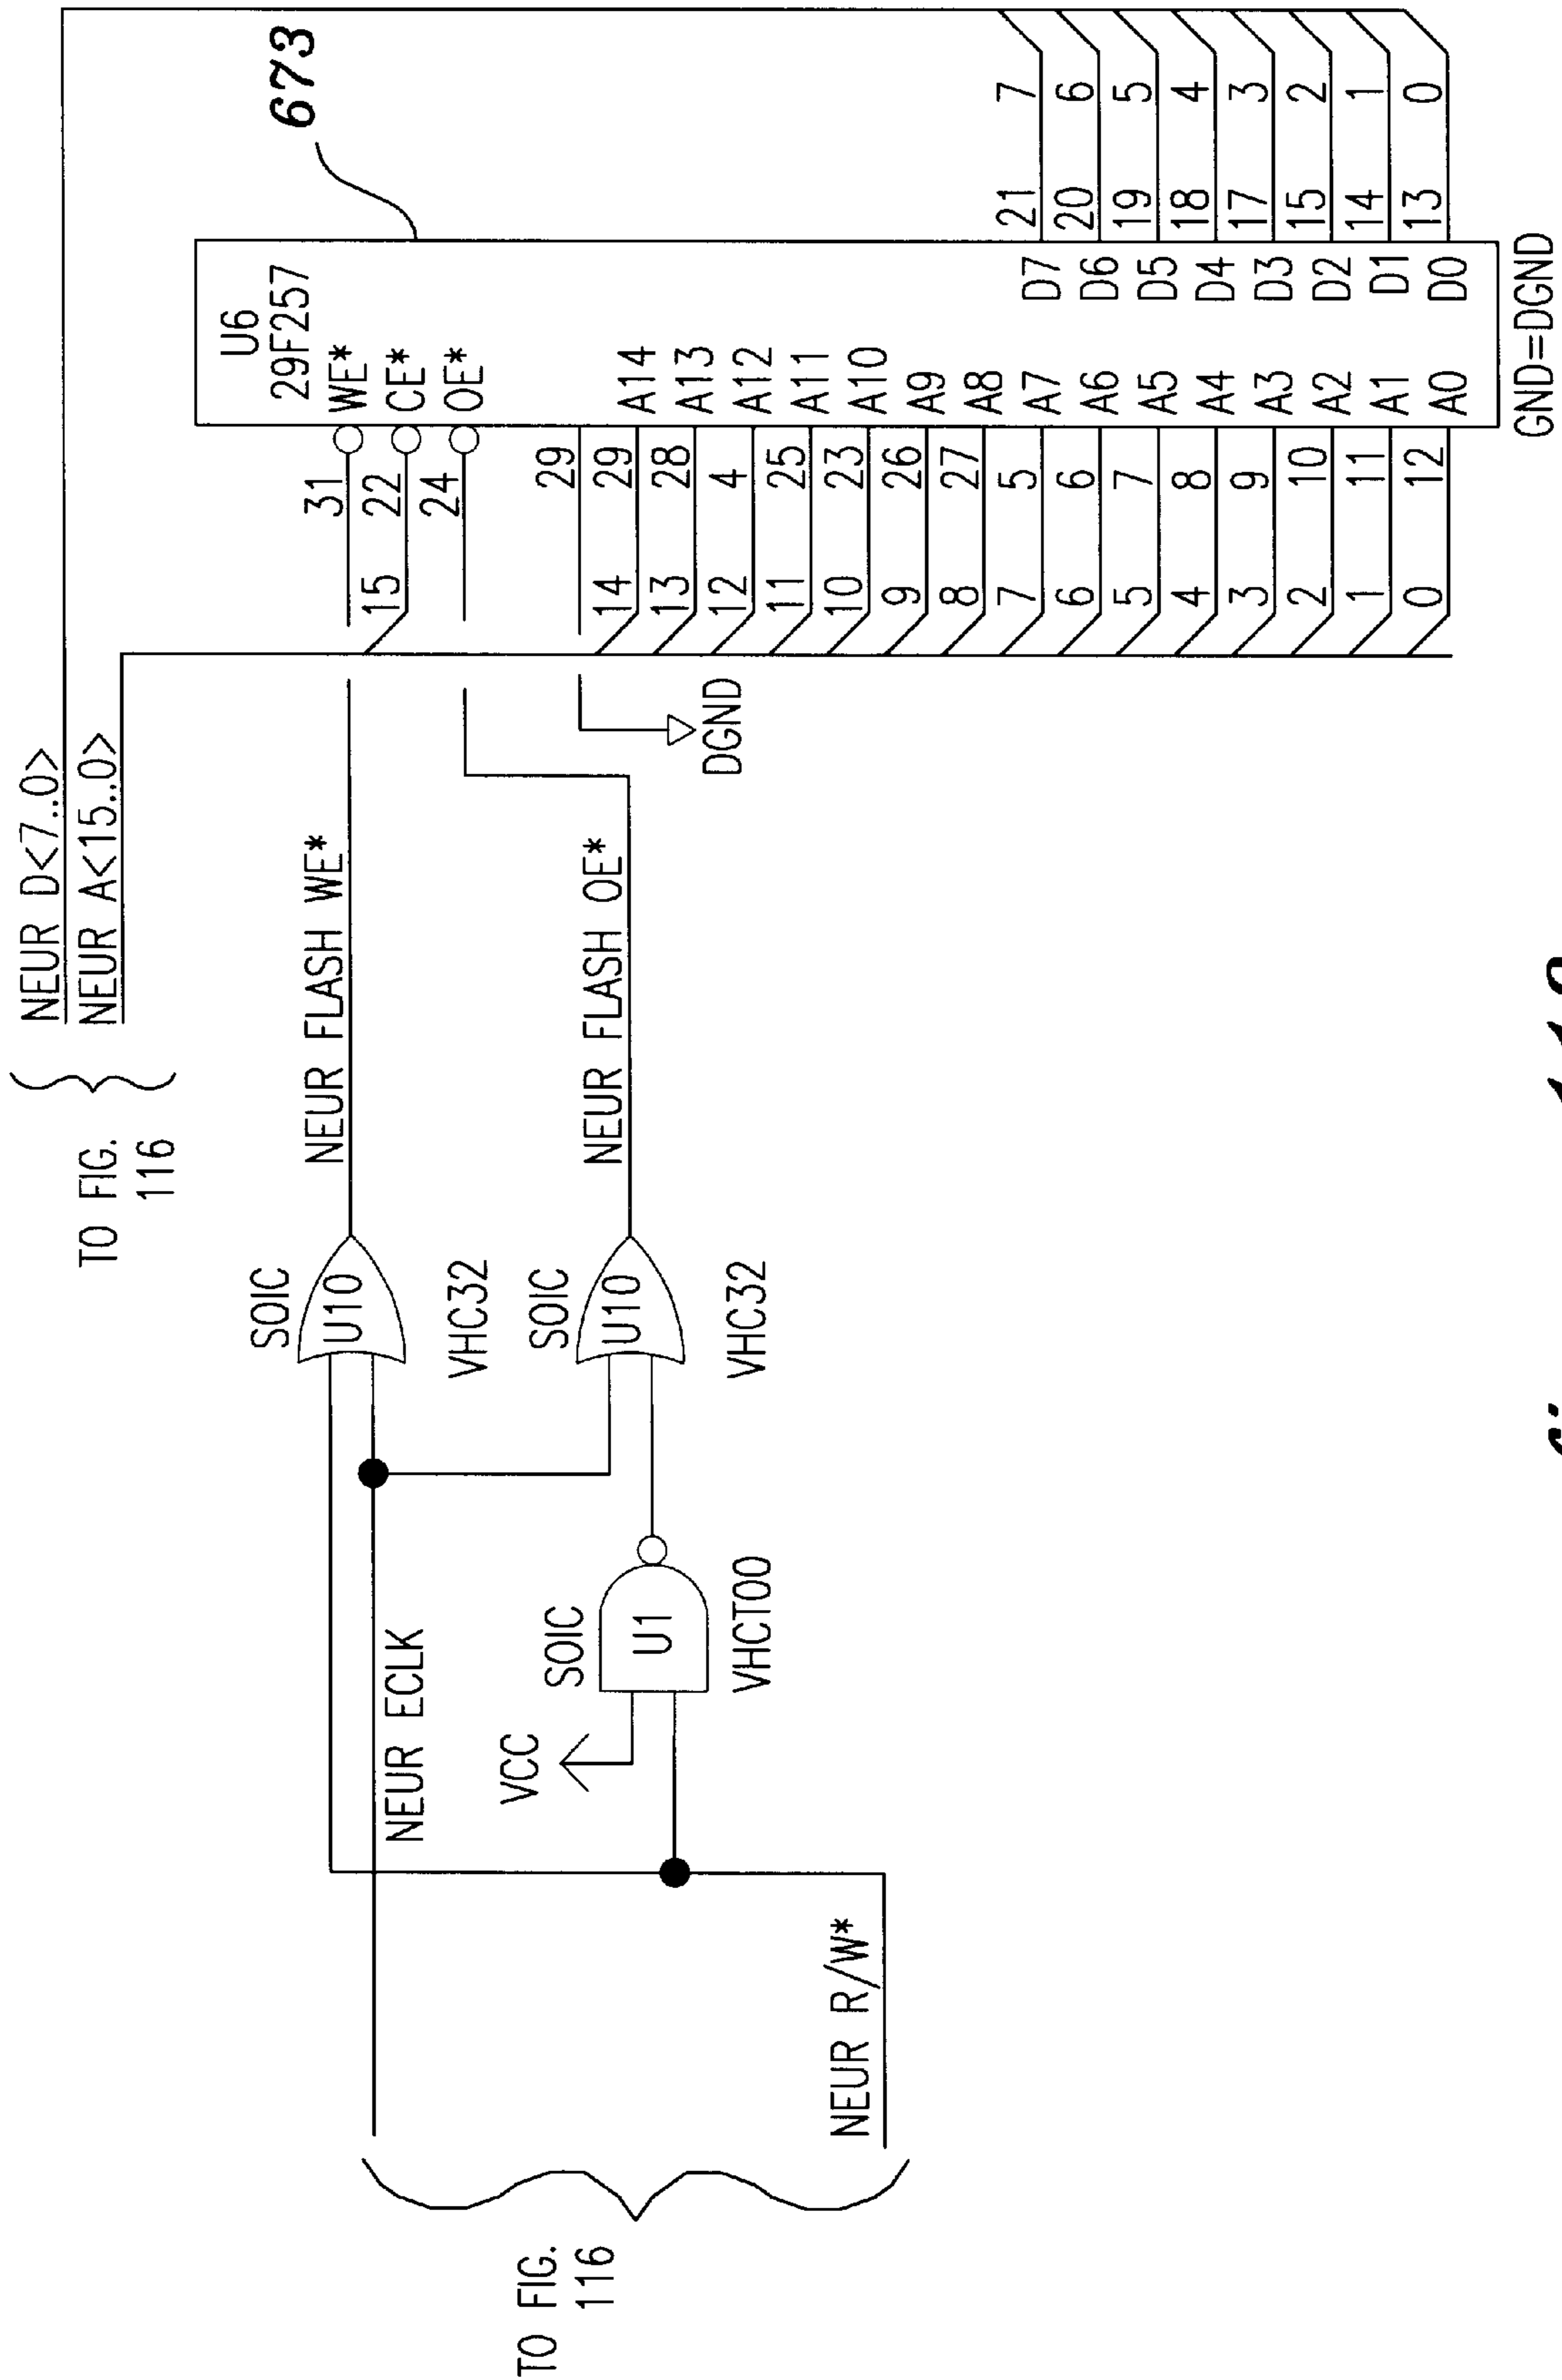 TO FIG.
116
NEUR D<7..0>
NEUR A<15..0>
673
U6
29F257
WE*
CE*
OE*
31
15 22
24
29
14 29 A14
13 28 A13
12 4 A12
11 25 A11
10 23 A10
9 26 A9
8 27 A8
7 5 A7 D7 21 7
6 6 A6 D6 20 6
5 7 A5 D5 19 5
4 8 A4 D4 18 4
3 9 A3 D3 17 3
2 10 A2 D2 15 2
1 11 A1 D1 14 1
0 12 A0 D0 13 0
GND=DGND
DGND
NEUR FLASH WE*
NEUR FLASH OE*
SOIC
U10
VHC32
SOIC
U10
VHC32
NEUR ECLK
VCC
SOIC
U1
VHCT00
NEUR R/W*
TO FIG.
116